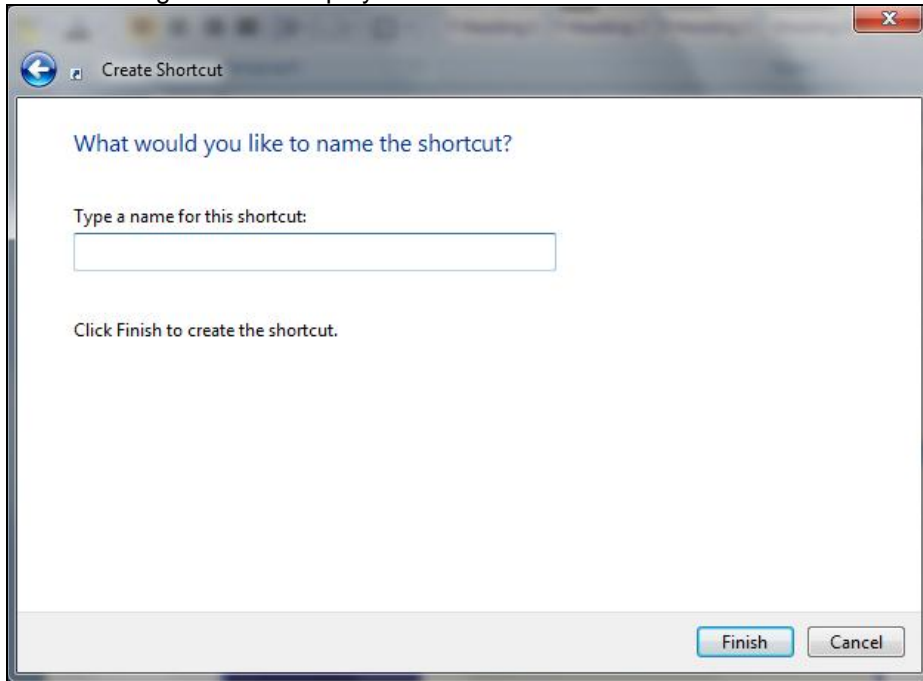 Create Shortcut
What would you like to name the shortcut?
Type a name for this shortcut:
Click Finish to create the shortcut.
Finish Cancel